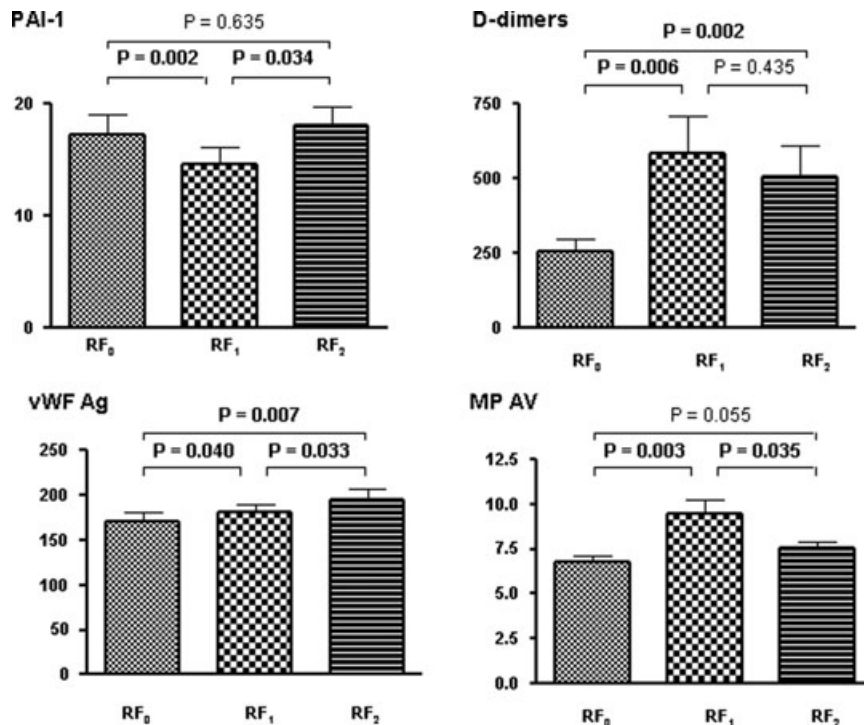 PAI-1
P = 0.635
P = 0.002 P = 0.034
20
10
0
RF₀ RF₁ RF₂
D-dimers
P = 0.002
P = 0.006 P = 0.435
750
500
250
0
RF₀ RF₁ RF₂
vWF Ag
P = 0.007
P = 0.040 P = 0.033
250
200
150
100
50
0
RF₀ RF₁ RF₂
MP AV
P = 0.055
P = 0.003 P = 0.035
12.5
10.0
7.5
5.0
2.5
0.0
RF₀ RF₁ RF₂